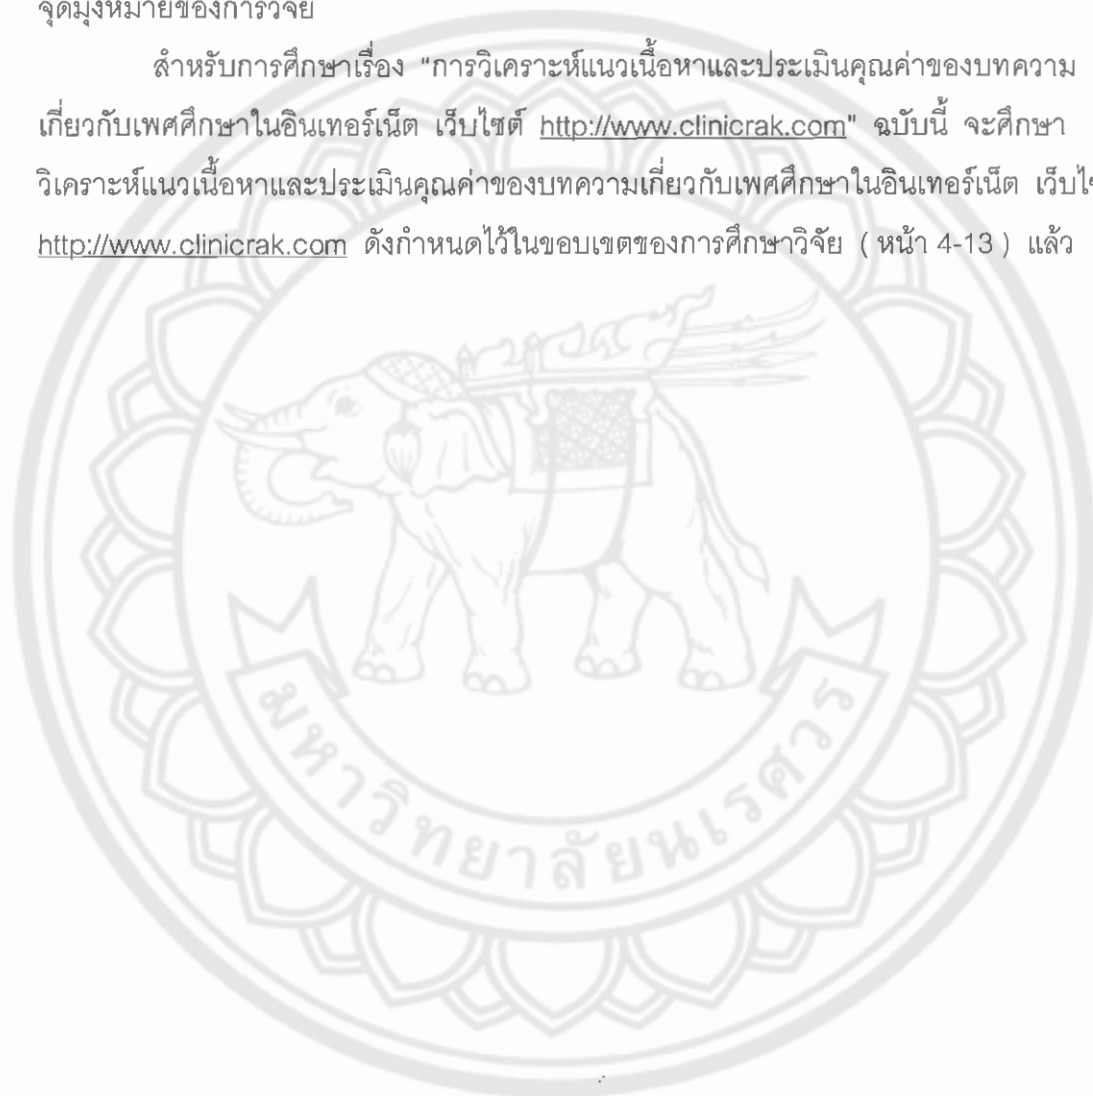 จุดมุ่งหมายของการวิจัย
สำหรับการศึกษาเรื่อง "การวิเคราะห์แนวเนื้อหาและประเมินคุณค่าของบทความ
เกี่ยวกับเพศศึกษาในอินเทอร์เน็ต เว็บไซต์ http://www.clinicrak.com" ฉบับนี้ จะศึกษา
วิเคราะห์แนวเนื้อหาและประเมินคุณค่าของบทความเกี่ยวกับเพศศึกษาในอินเทอร์เน็ต
http://www.clinicrak.com ดังกำหนดไว้ในขอบเขตของการศึกษาวิจัย ( หน้า 4-13 ) แล้ว
มหาวิทยาลัยนเรศวร